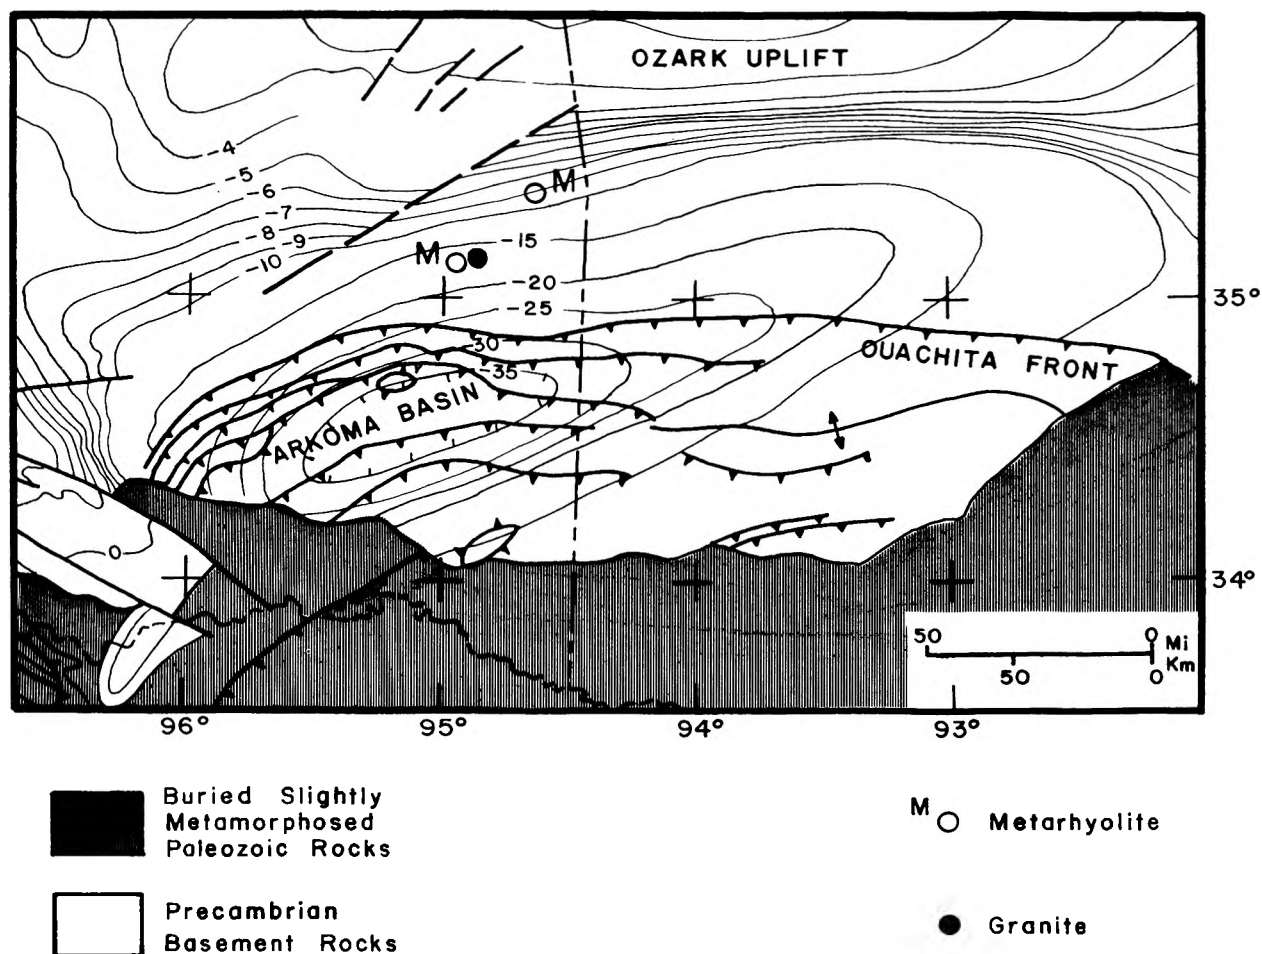 OZARK UPLIFT
-4
-5
-6
-7
-8
-9
-10
M
M
-15
-20
-25
-30
-35
35°
OUACHITA FRONT
ARKOMA BASIN
0
34°
50 0 Mi
Km
50 0
96° 95° 94° 93°
Buried Slightly
Metamorphosed
Paleozoic Rocks
M Metarhyolite
Precambrian
Basement Rocks
Granite